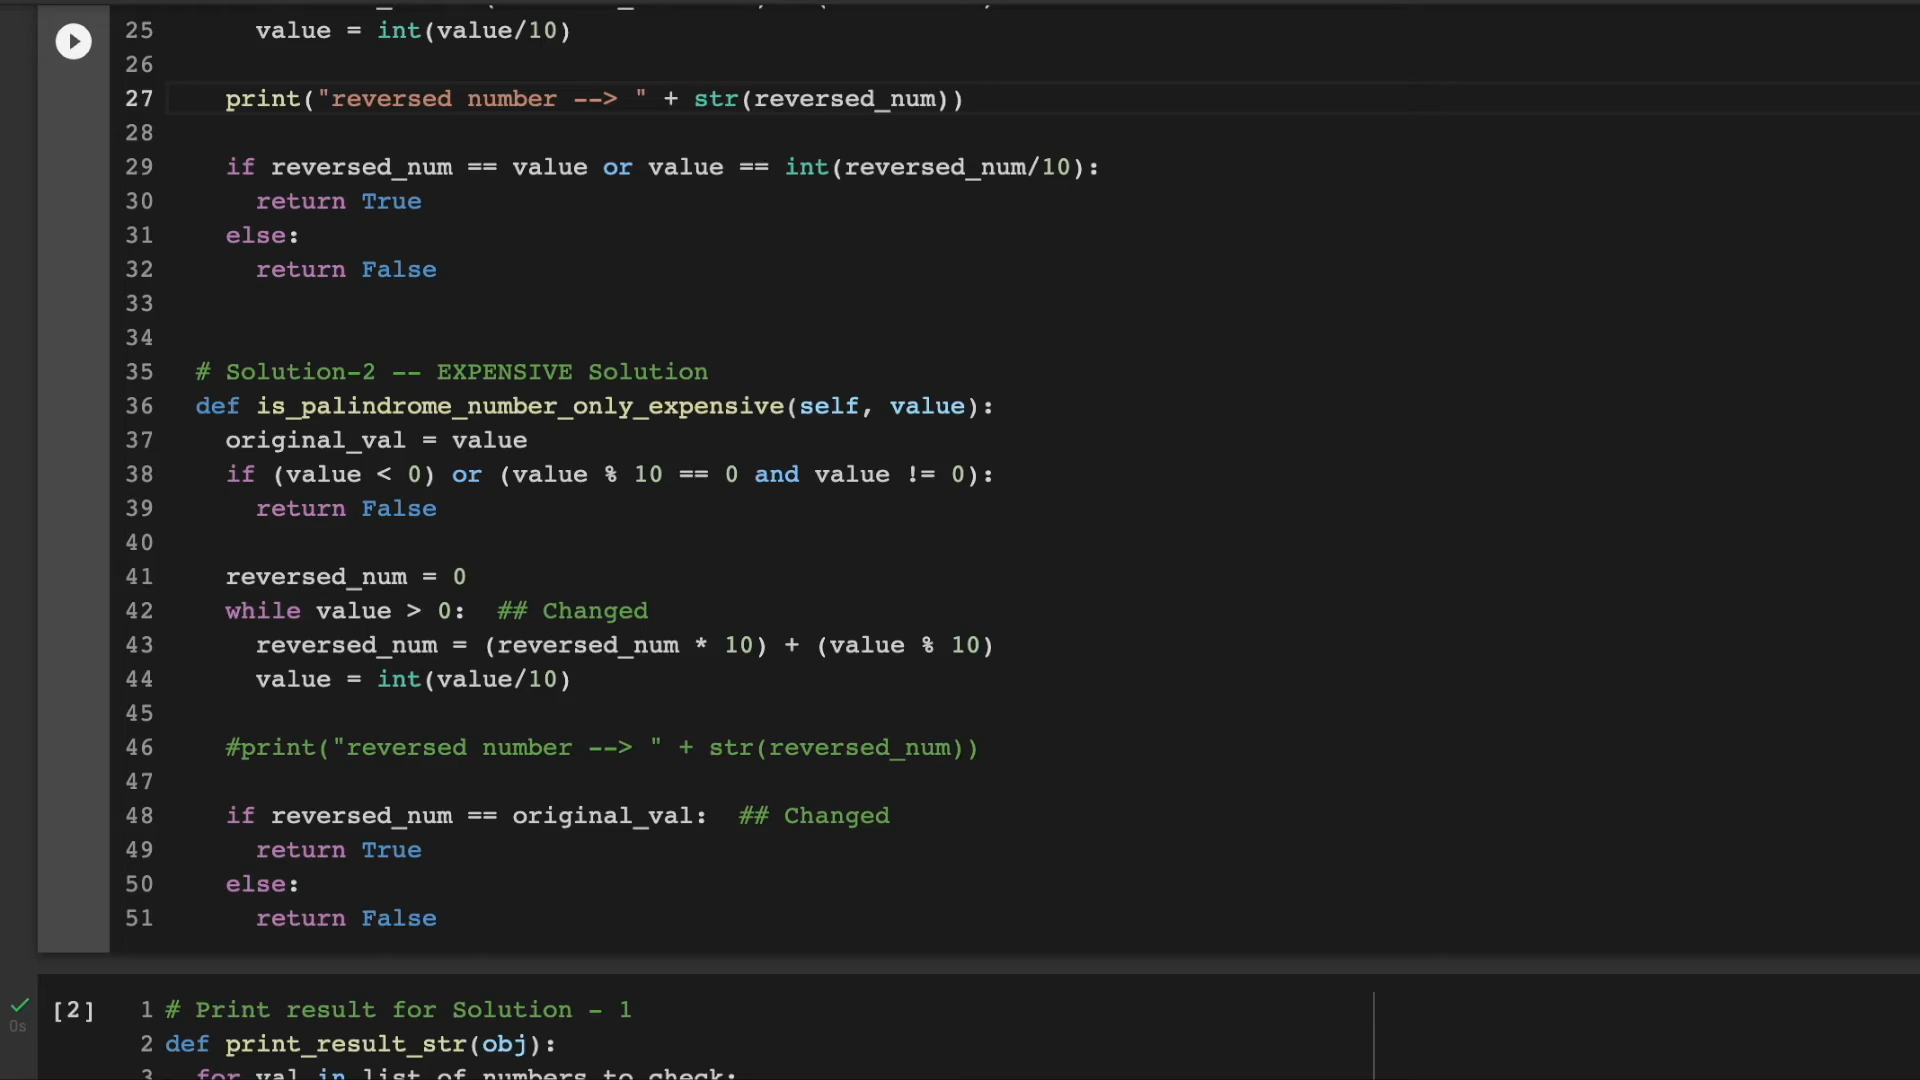 25 value = int(value/10)
26
27 print("reversed number --> " + str(reversed_num))
28
29 if reversed_num == value or value == int(reversed_num/10):
30 return True
31 else:
32 return False
33
34
35 # Solution-2 -- EXPENSIVE Solution
36 def is_palindrome_number_only_expensive(self, value):
37 original_val = value
38 if (value < 0) or (value % 10 == 0 and value != 0):
39 return False
40
41 reversed_num = 0
42 while value > 0: ## Changed
43 reversed_num = (reversed_num * 10) + (value % 10)
44 value = int(value/10)
45
46 #print("reversed number --> " + str(reversed_num))
47
48 if reversed_num == original_val: ## Changed
49 return True
50 else:
51 return False
[2] 1 # Print result for Solution - 1
0s
2 def print_result_str(obj):
3 for val in list_of_numbers_to_check: